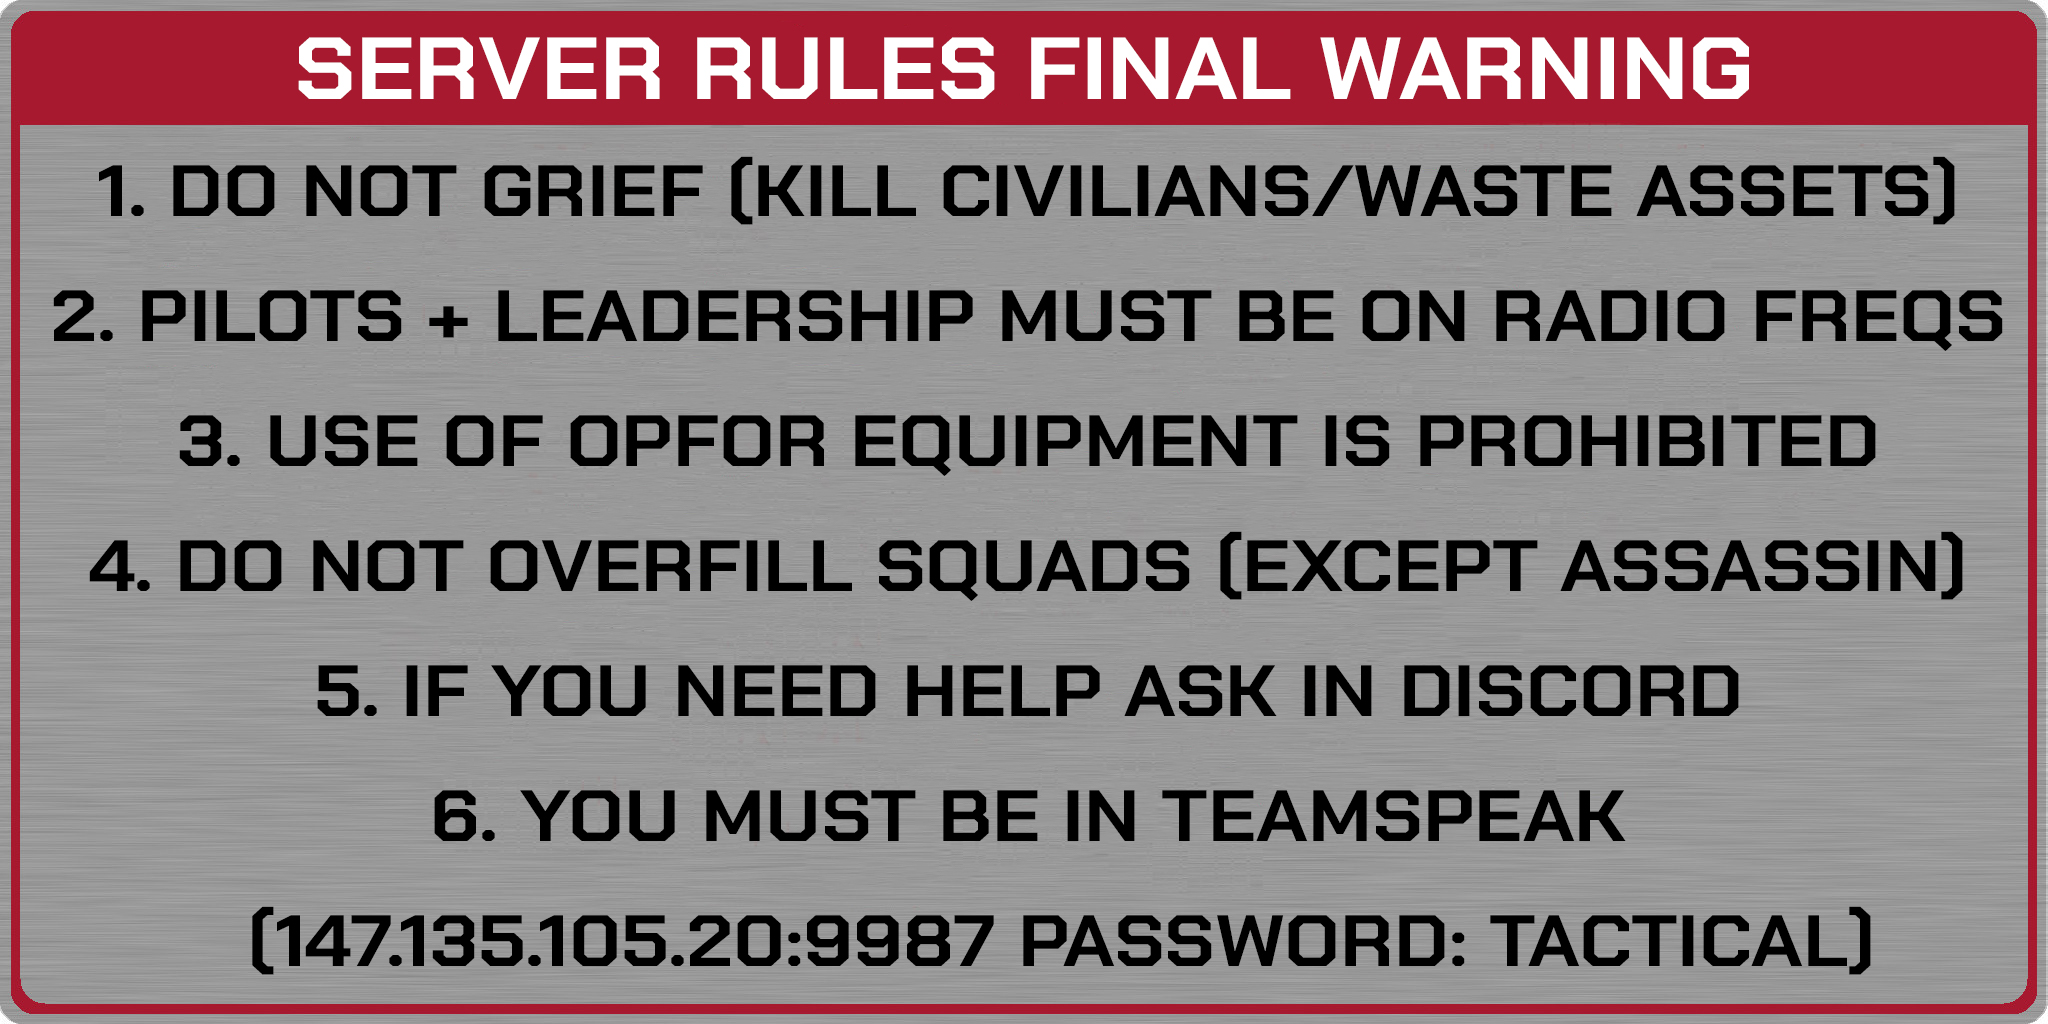 SERVER RULES FINAL WARNING
1. DO NOT GRIEF (KILL CIVILIANS/WASTE ASSETS)
2. PILOTS + LEADERSHIP MUST BE ON RADIO FREQS
3. USE OF OPFOR EQUIPMENT IS PROHIBITED
4. DO NOT OVERFILL SQUADS (EXCEPT ASSASSIN)
5. IF YOU NEED HELP ASK IN DISCORD
6. YOU MUST BE IN TEAMSPEAK
(147.135.105.20:9987 PASSWORD: TACTICAL)